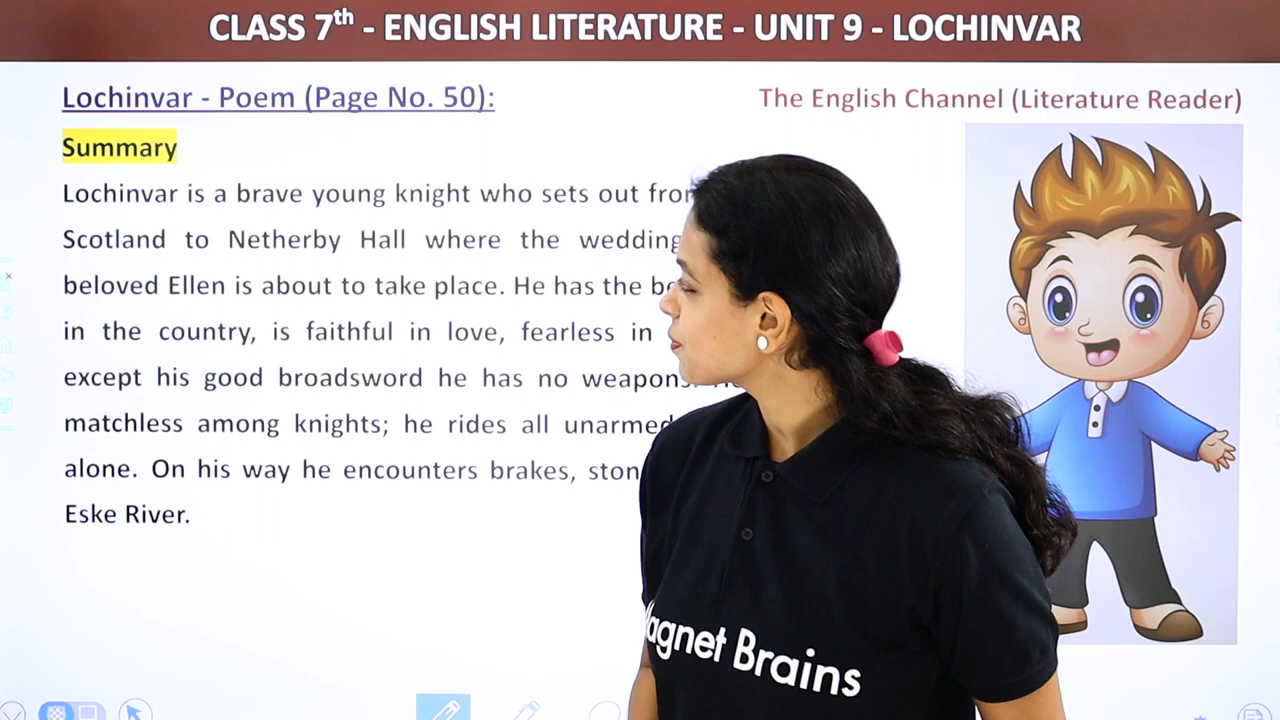 CLASS 7th - ENGLISH LITERATURE - UNIT 9 - LOCHINVAR
Lochinvar - Poem (Page No. 50):
The English Channel (Literature Reader)
Summary
Lochinvar is a brave young knight who sets out from
Scotland to Netherby Hall where the wedding
beloved Ellen is about to take place. He has the
in the country, is faithful in love, fearless in
except his good broadsword he has no weapons.
matchless among knights; he rides all unarmed
alone. On his way he encounters brakes,
Eske River.
Magnet Brains